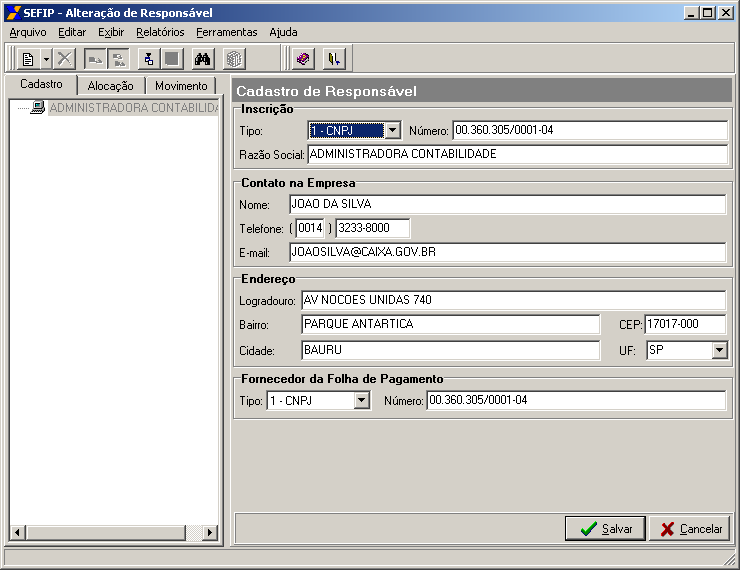 SEFIP - Alteração de Responsável
Arquivo Editar Exibir Relatórios Ferramentas Ajuda
Cadastro Alocação Movimento
ADMINISTRADORA CONTABILIDA
Cadastro de Responsável
Inscrição
Tipo: 1 - CNPJ Número: 00.360.305/0001-04
Razão Social: ADMINISTRADORA CONTABILIDADE
Contato na Empresa
Nome: JOAO DA SILVA
Telefone: ( 0014 ) 3233-8000
E-mail: JOAOSILVA@CAIXA.GOV.BR
Endereço
Logradouro: AV NOCOES UNIDAS 740
Bairro: PARQUE ANTARTICA CEP: 17017-000
Cidade: BAURU UF: SP
Fornecedor da Folha de Pagamento
Tipo: 1 - CNPJ Número: 00.360.305/0001-04
Salvar Cancelar